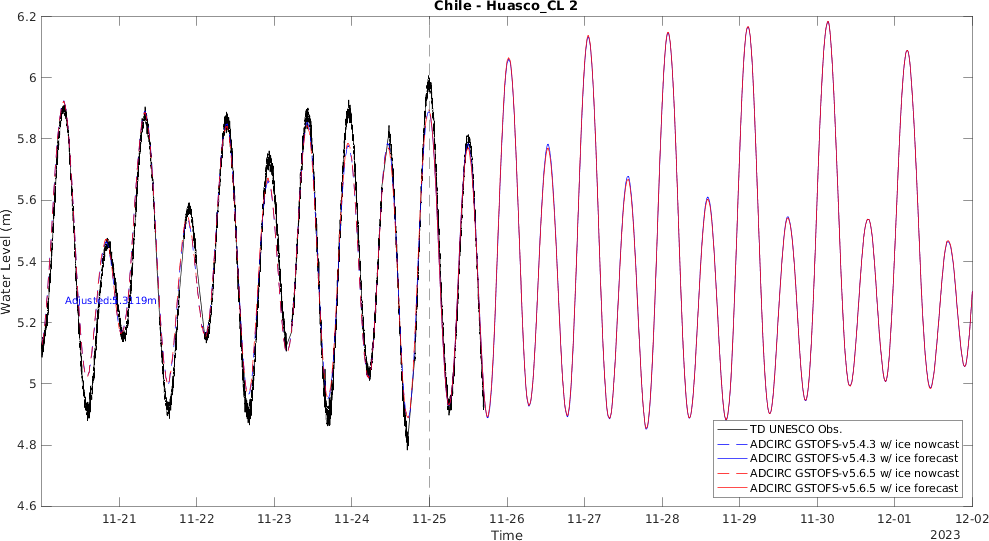 Chile - Huasco_CL 2
6.2
6
5.8
5.6
5.4
5.2
5
4.8
4.6
Water Level (m)
Adjusted:5.3119m
TD UNESCO Obs.
ADCIRC GSTOFS-v5.4.3 w/ ice nowcast
ADCIRC GSTOFS-v5.4.3 w/ ice forecast
ADCIRC GSTOFS-v5.6.5 w/ ice nowcast
ADCIRC GSTOFS-v5.6.5 w/ ice forecast
11-21 11-22 11-23 11-24 11-25 11-26 11-27 11-28 11-29 11-30 12-01 12-02
Time
2023